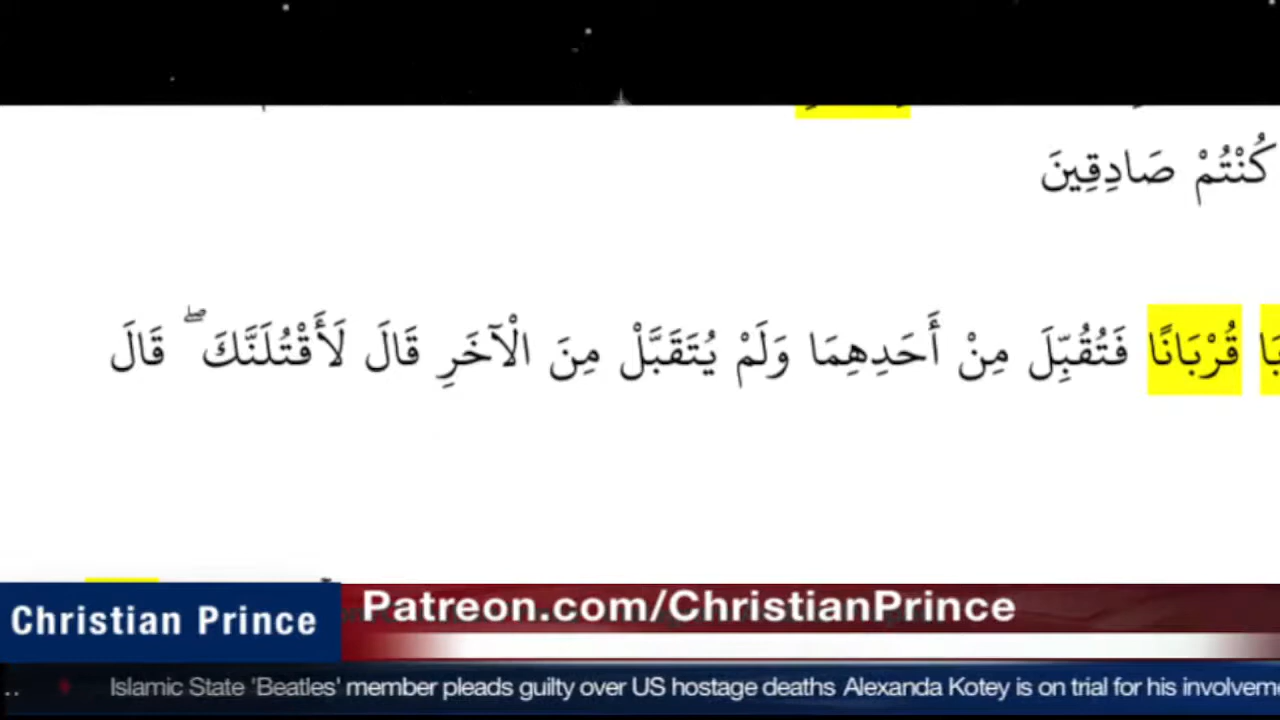 كُنْتُمْ صَادِقِينَ
قُرْبَانًا فَتُقُبِّلَ مِنْ أَحَدِهِمَا وَلَمْ يُتَقَبَّلْ مِنَ الْآخَرِ قَالَ لَأَقْتُلَنَّكَ ۖ قَالَ
Christian Prince
Patreon.com/ChristianPrince
.. Islamic State 'Beatles' member pleads guilty over US hostage deaths Alexanda Kotey is on trial for his